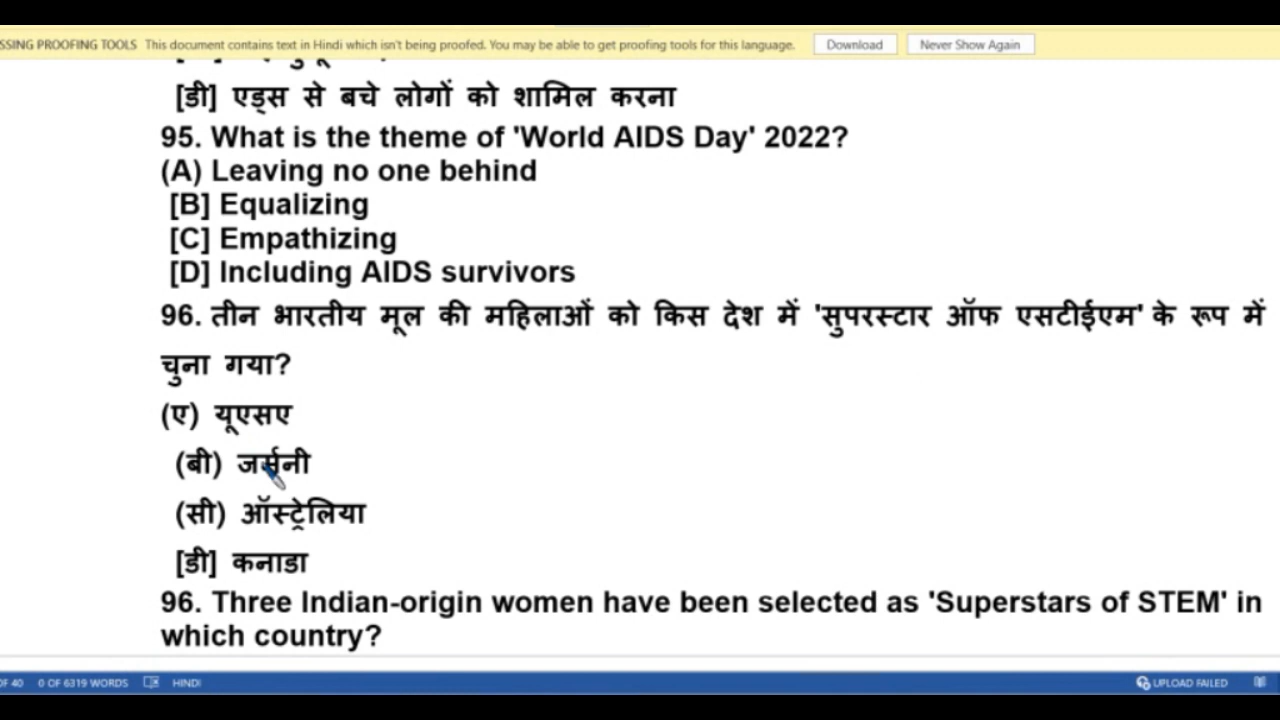 SSING PROOFING TOOLS This document contains text in Hindi which isn't being proofed. You may be able to get proofing tools for this language. Download Never Show Again
[डी] एड्स से बचे लोगों को शामिल करना
95. What is the theme of 'World AIDS Day' 2022?
(A) Leaving no one behind
[B] Equalizing
[C] Empathizing
[D] Including AIDS survivors
96. तीन भारतीय मूल की महिलाओं को किस देश में 'सुपरस्टार ऑफ एसटीईएम' के रूप में
चुना गया?
(ए) यूएसए
(बी) जर्मनी
(सी) ऑस्ट्रेलिया
[डी] कनाडा
96. Three Indian-origin women have been selected as 'Superstars of STEM' in
which country?
OF 40 0 OF 6319 WORDS HINDI UPLOAD FAILED